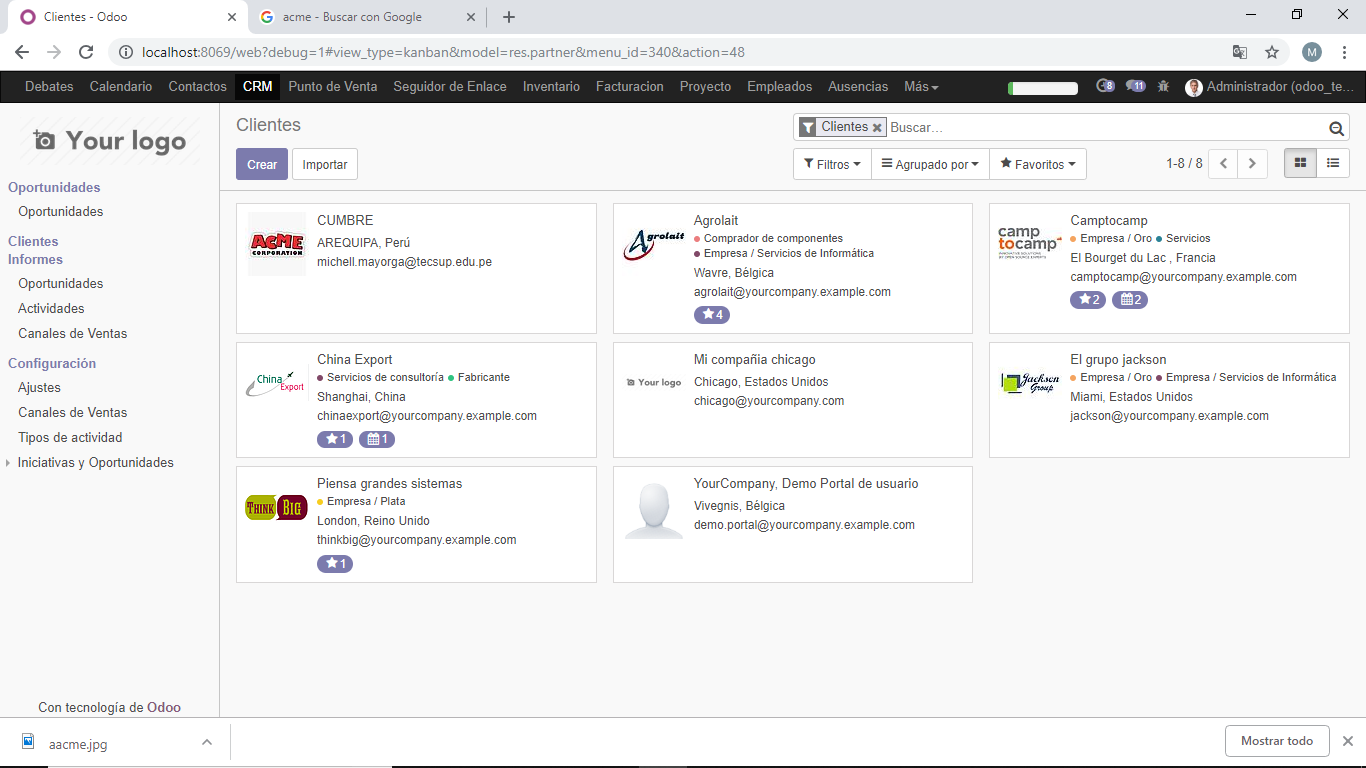 Clientes - Odoo
acme - Buscar con Google
localhost:8069/web?debug=1#view_type=kanban&model=res.partner&menu_id=340&action=48
M
Debates Calendario Contactos CRM Punto de Venta Seguidor de Enlace Inventario Facturacion Proyecto Empleados Ausencias Más 8 11 Administrador (odoo_te...
Your logo
Clientes
Clientes Buscar...
Crear Importar
Filtros Agrupado por Favoritos 1-8 / 8
Oportunidades
Oportunidades
Clientes
Informes
Oportunidades
Actividades
Canales de Ventas
Configuración
Ajustes
Canales de Ventas
Tipos de actividad
Iniciativas y Oportunidades
Con tecnología de Odoo
ACME
CORPORATION
CUMBRE
AREQUIPA, Perú
michell.mayorga@tecsup.edu.pe
Agrolait
Agrolait
Comprador de componentes
Empresa / Servicios de Informática
Wavre, Bélgica
agrolait@yourcompany.example.com
4
camp
tocamp
INNOVATIVE SOLUTIONS
BY OPEN SOURCE EXPERTS
Camptocamp
Empresa / Oro Servicios
El Bourget du Lac , Francia
camptocamp@yourcompany.example.com
2 2
China
Export
China Export
Servicios de consultoría Fabricante
Shanghai, China
chinaexport@yourcompany.example.com
1 1
Your logo
Mi compañia chicago
Chicago, Estados Unidos
chicago@yourcompany.com
Jackson
Group
El grupo jackson
Empresa / Oro Empresa / Servicios de Informática
Miami, Estados Unidos
jackson@yourcompany.example.com
THINK BIG
Piensa grandes sistemas
Empresa / Plata
London, Reino Unido
thinkbig@yourcompany.example.com
1
YourCompany, Demo Portal de usuario
Vivegnis, Bélgica
demo.portal@yourcompany.example.com
aacme.jpg
Mostrar todo